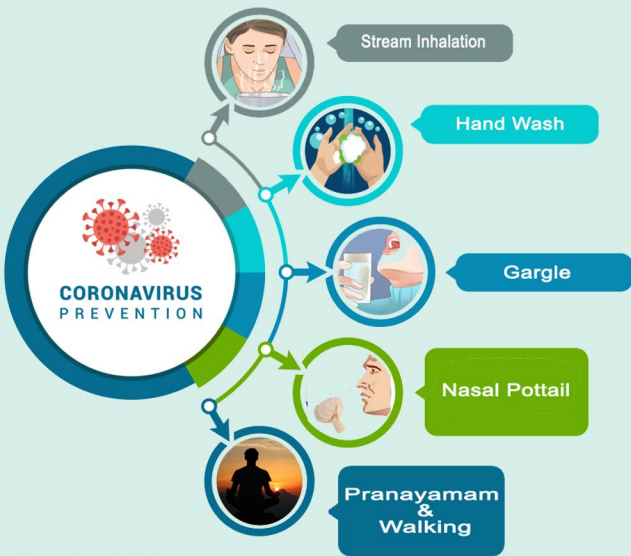 Stream Inhalation
Hand Wash
CORONAVIRUS
PREVENTION
Gargle
Nasal Pottail
Pranayamam
&
Walking